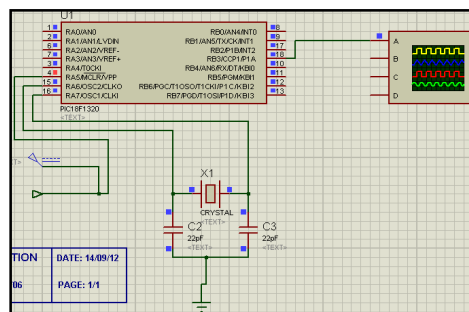 U1
1 RA0/AN0 RB0/AN4/INT0 8
2 RA1/AN1/LVDIN RB1/AN5/TX/CK/INT1 9
6 RA2/AN2/VREF- RB2/P1B/INT2 17
7 RA3/AN3/VREF+ RB3/CCP1/P1A 18
3 RA4/T0CKI RB4/AN6/RX/DT/KBI0 10
4 RA5/MCLR/VPP RB5/PGM/KBI1 11
15 RA6/OSC2/CLKO RB6/PGC/T1OSO/T1CKI/P1C/KBI2 12
16 RA7/OSC1/CLKI RB7/PGD/T1OSI/P1D/KBI3 13
PIC18F1320
<TEXT>
A
B
C
D
T>
X1
CRYSTAL
<TEXT>
C2
22pF
<TEXT>
C3
22pF
<TEXT>
TION DATE: 14/09/12
06 PAGE: 1/1